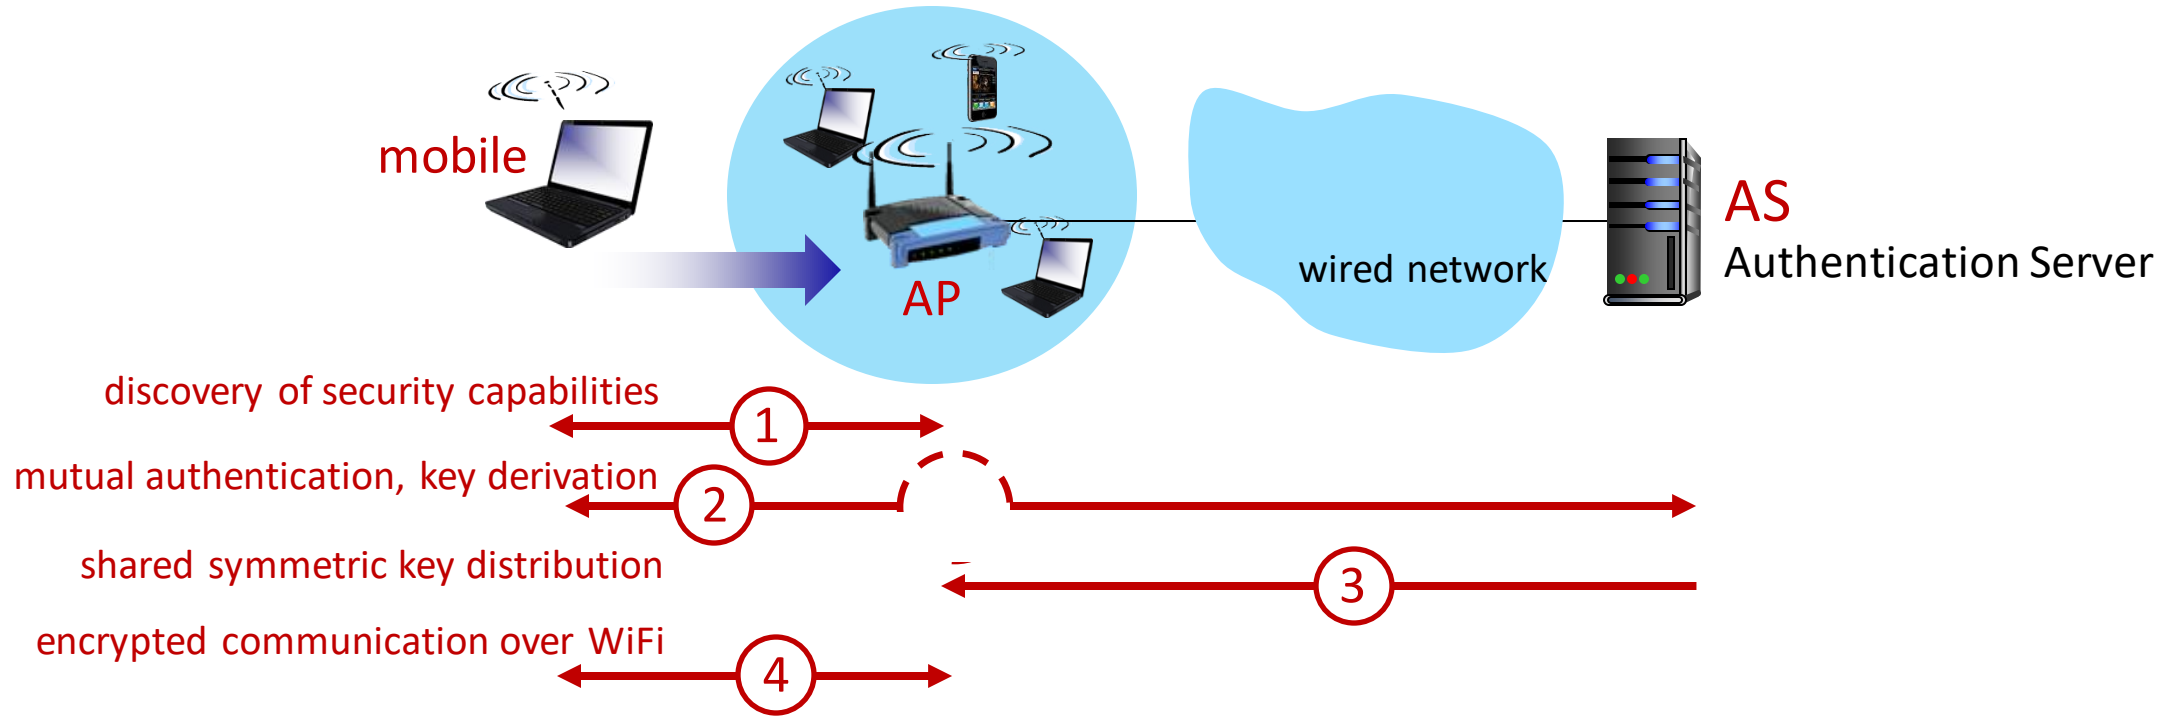 mobile
AP
wired network
AS
Authentication Server
discovery of security capabilities
1
mutual authentication, key derivation
2
shared symmetric key distribution
3
encrypted communication over WiFi
4